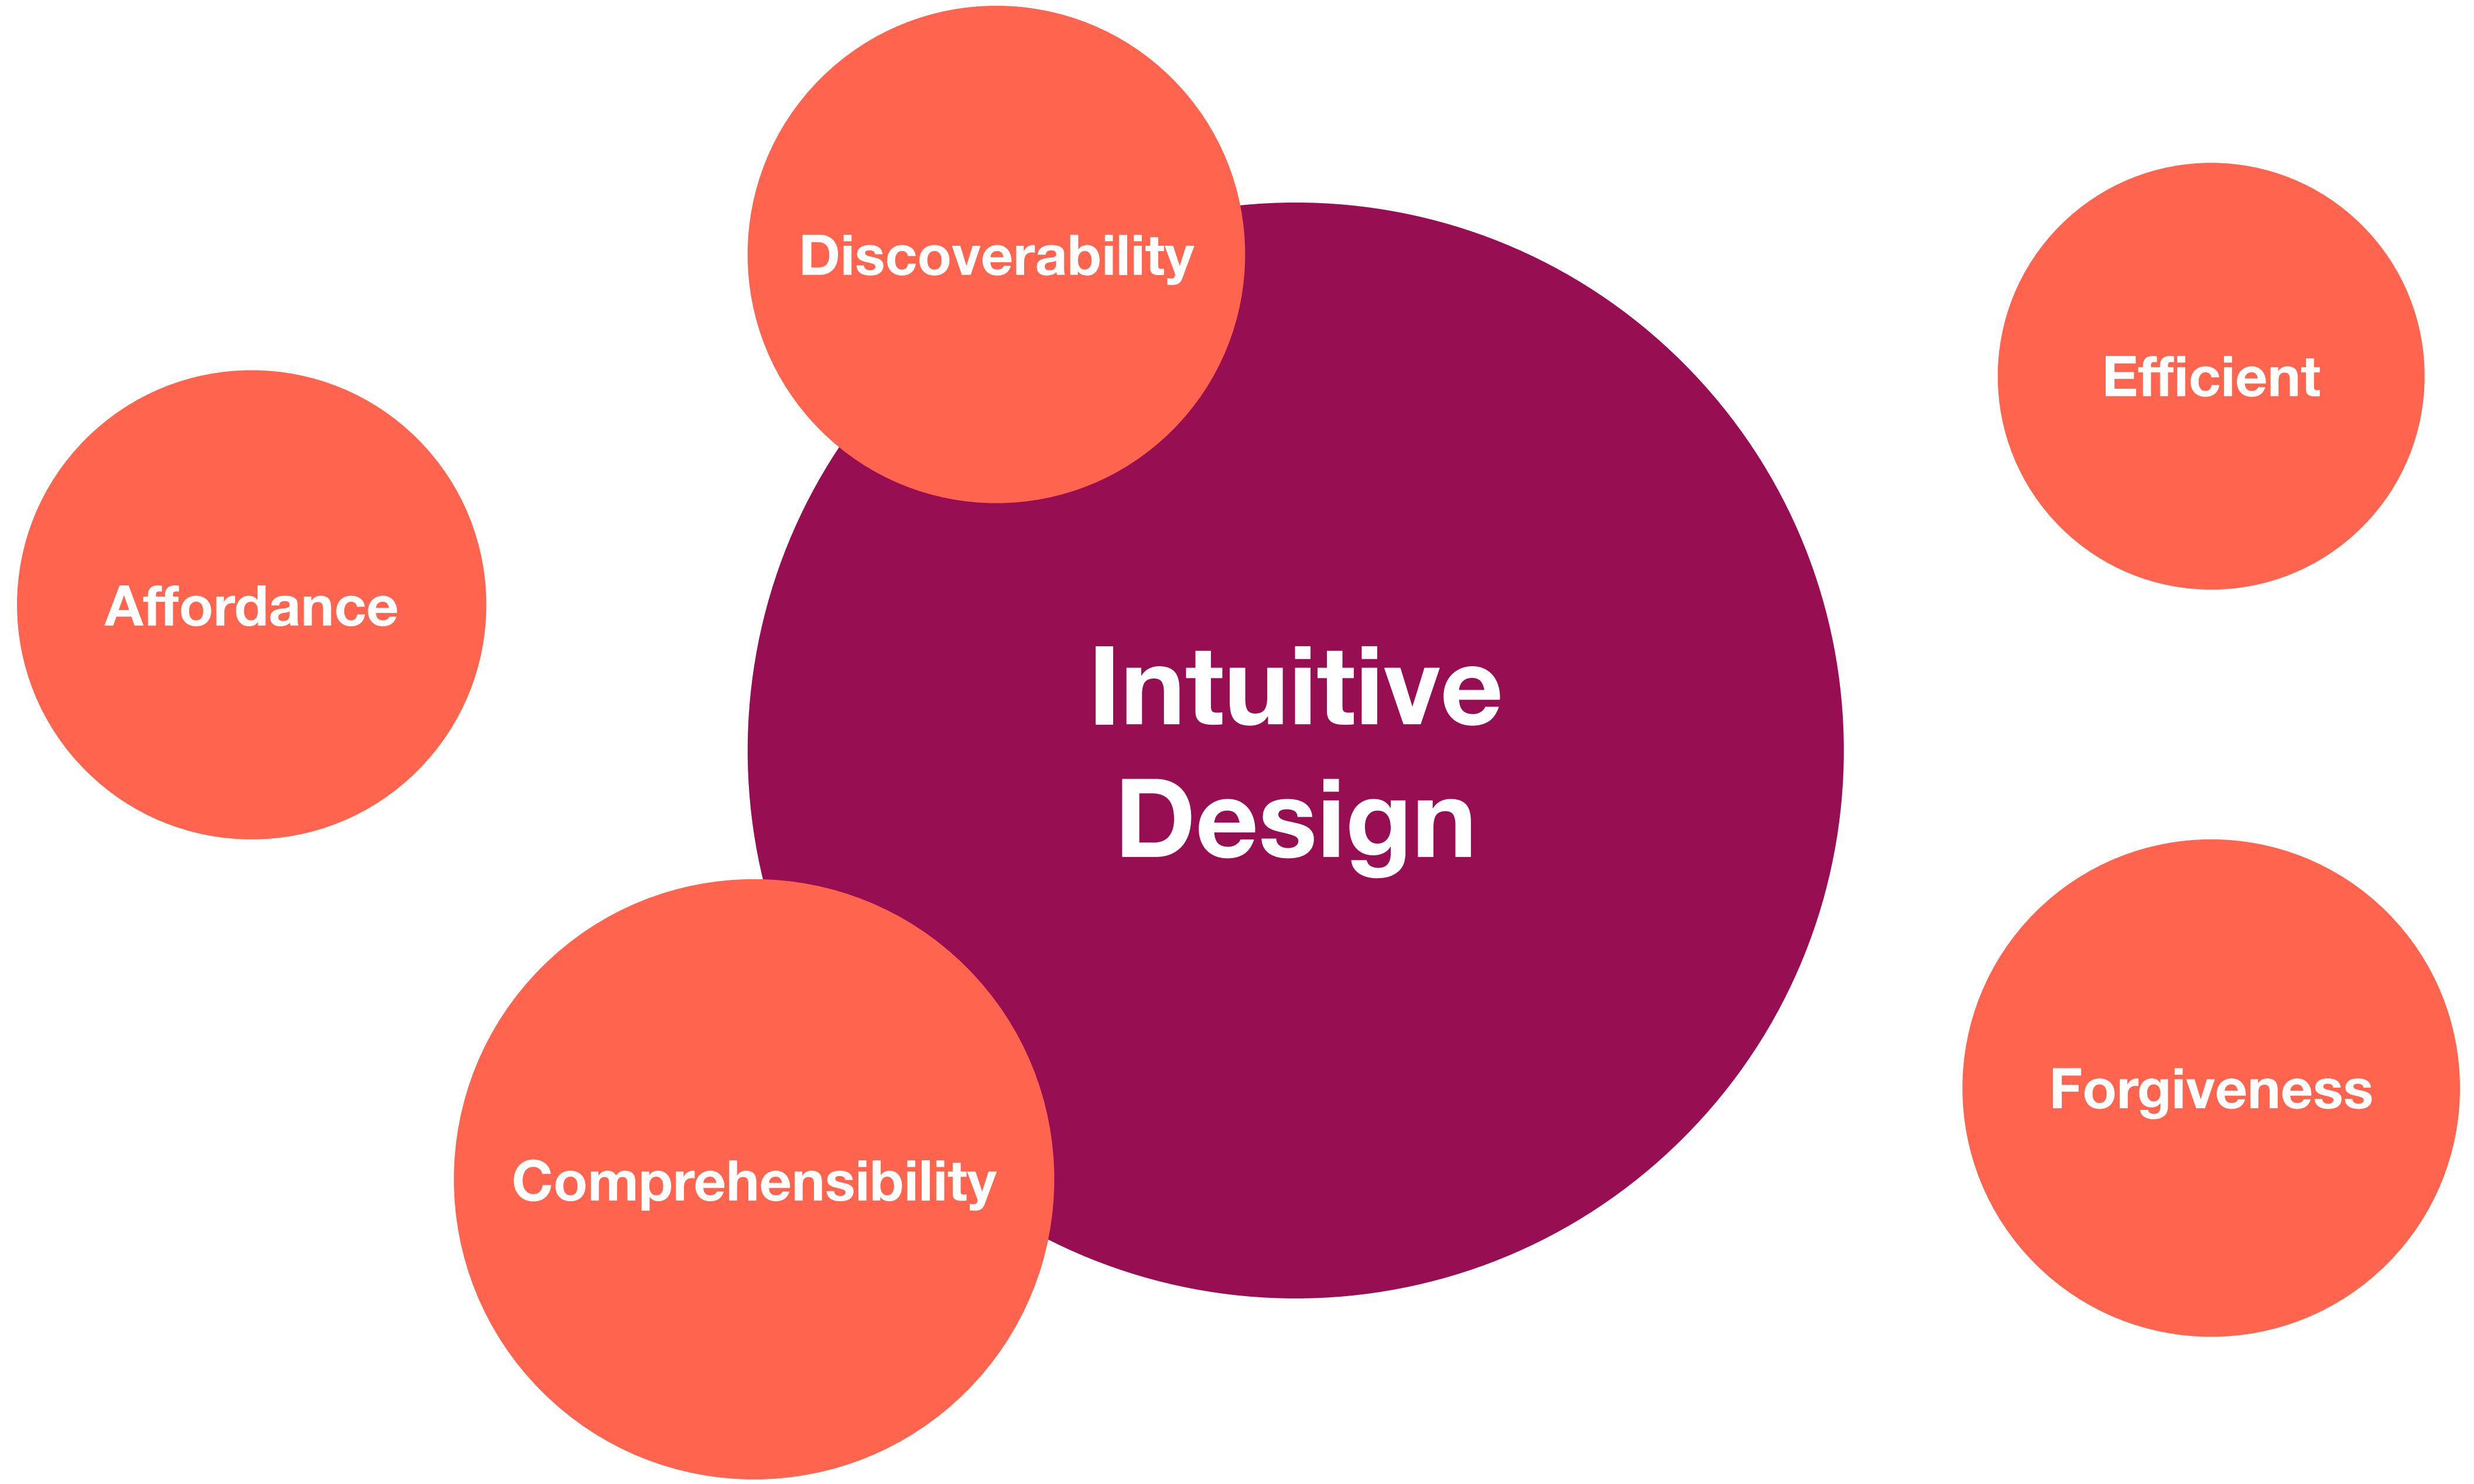 Discoverability
Efficient
Affordance
Intuitive
Design
Forgiveness
Comprehensibility